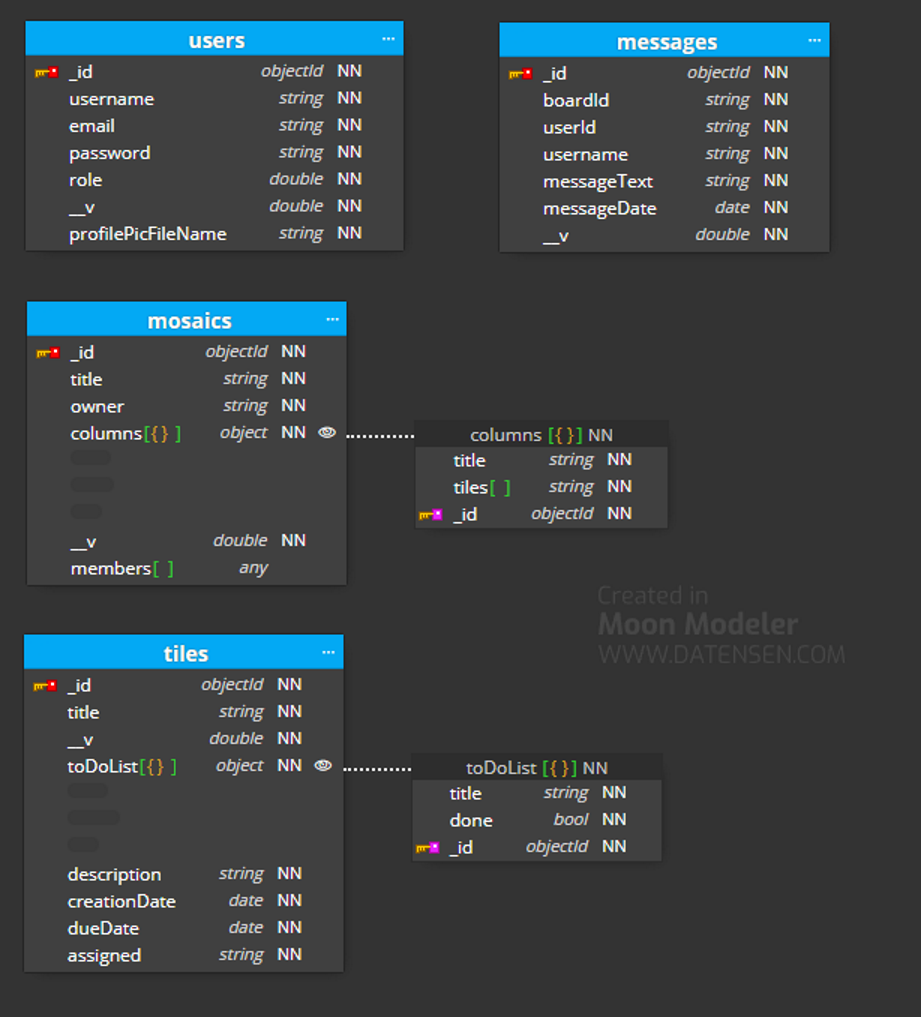 users ...
_id objectId NN
username string NN
email string NN
password string NN
role double NN
__v double NN
profilePicFileName string NN
messages ...
_id objectId NN
boardId string NN
userId string NN
username string NN
messageText string NN
messageDate date NN
__v double NN
mosaics ...
_id objectId NN
title string NN
owner string NN
columns[{} ] object NN
__v double NN
members[ ] any
columns [{}] NN
title string NN
tiles[ ] string NN
_id objectId NN
Created in
Moon Modeler
WWW.DATENSEN.COM
tiles ...
_id objectId NN
title string NN
__v double NN
toDoList[{} ] object NN
description string NN
creationDate date NN
dueDate date NN
assigned string NN
toDoList [{}] NN
title string NN
done bool NN
_id objectId NN